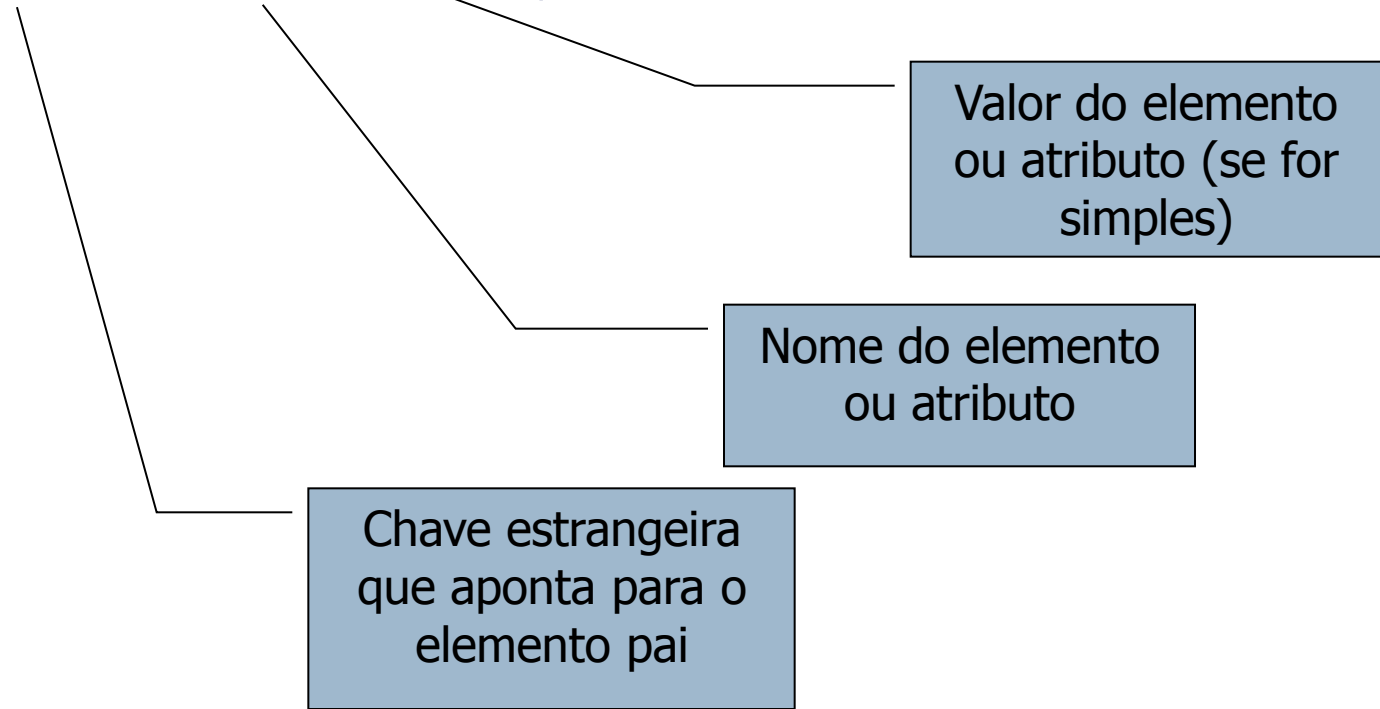 Valor do elemento
ou atributo (se for
simples)
Nome do elemento
ou atributo
Chave estrangeira
que aponta para o
elemento pai